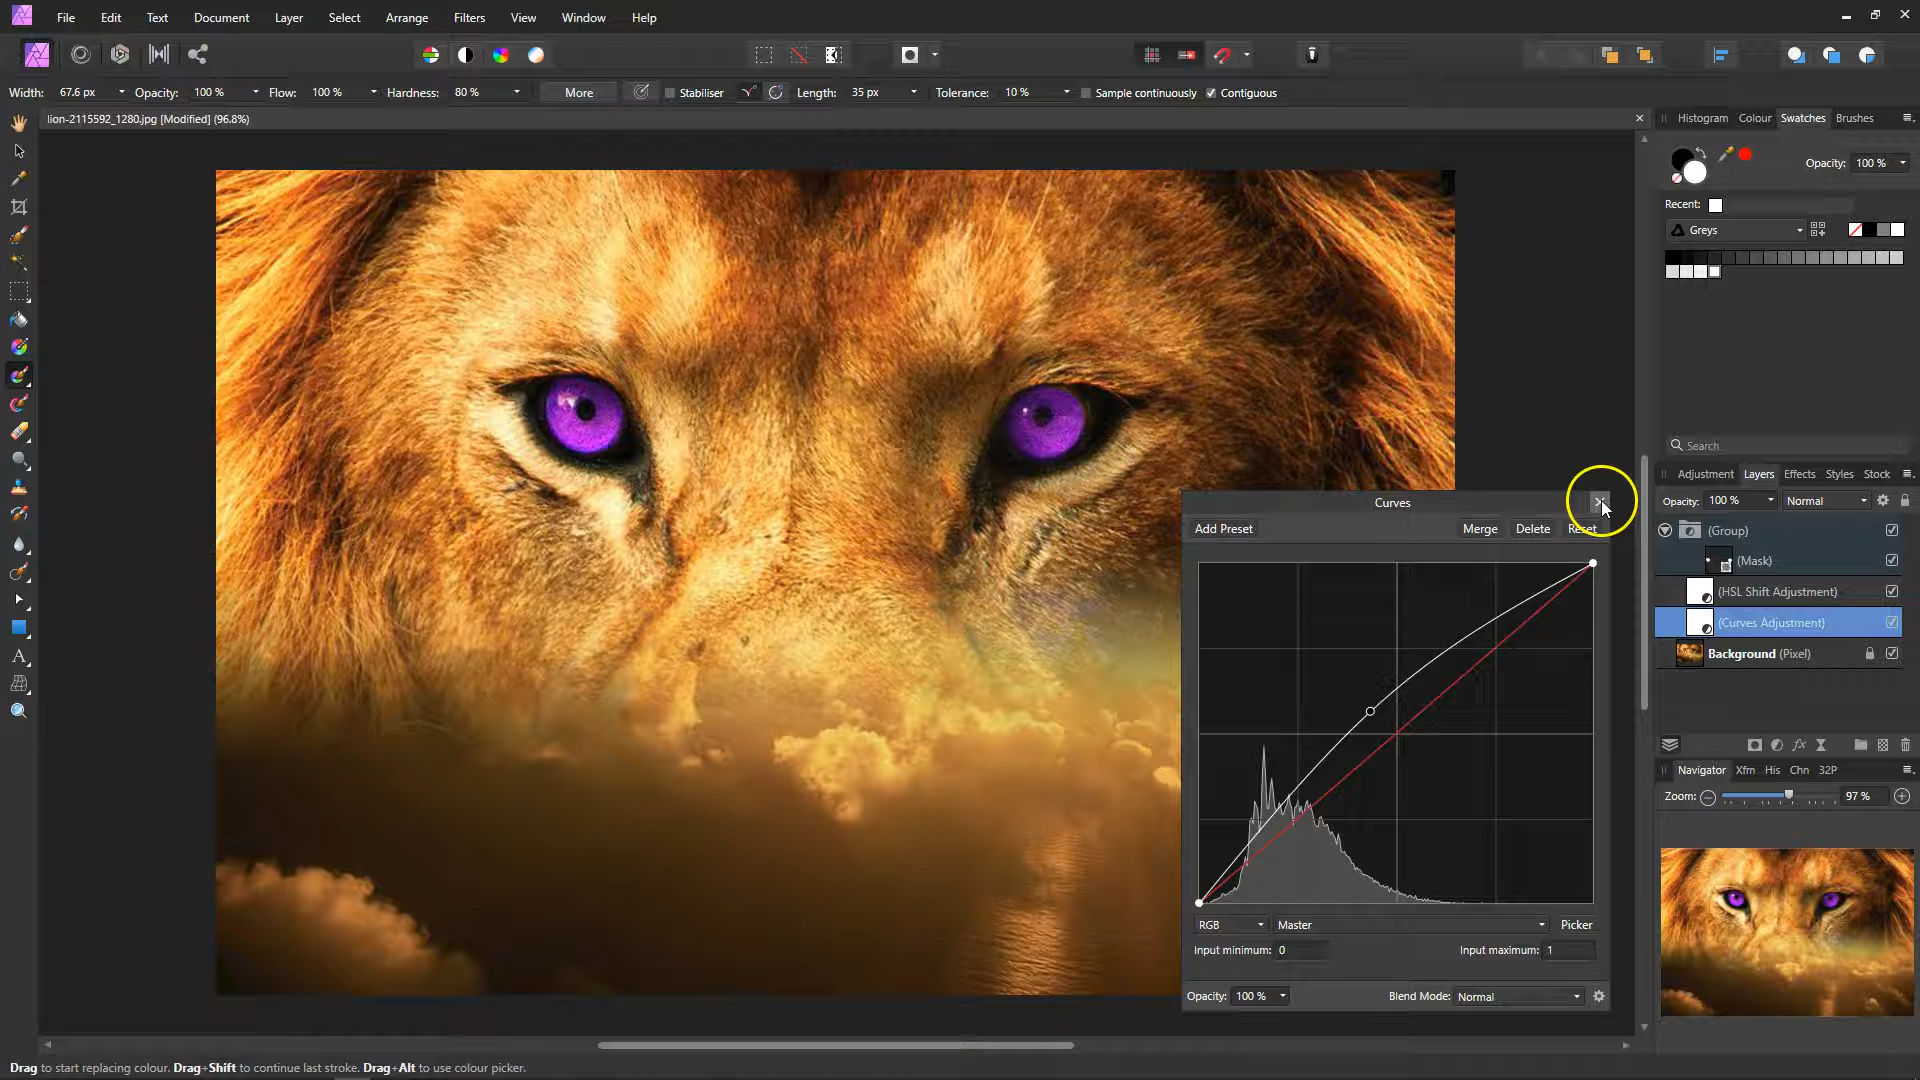 File Edit Text Document Layer Select Arrange Filters View Window Help
Width: 67.6 px Opacity: 100 % Flow: 100 % Hardness: 80 % More Stabiliser Length: 35 px Tolerance: 10 % Sample continuously Contiguous
lion-2115592_1280.jpg [Modified] (96.8%)
Histogram Colour Swatches Brushes
Opacity: 100 %
Recent:
Greys
Search
Adjustment Layers Effects Styles Stock
Opacity: 100 % Normal
(Group)
(Mask)
(HSL Shift Adjustment)
(Curves Adjustment)
Background (Pixel)
Curves
Add Preset Merge Delete Reset
RGB Master Picker
Input minimum: 0 Input maximum: 1
Opacity: 100 % Blend Mode: Normal
Navigator Xfm His Chn 32P
Zoom: 97 %
Drag to start replacing colour. Drag+Shift to continue last stroke. Drag+Alt to use colour picker.